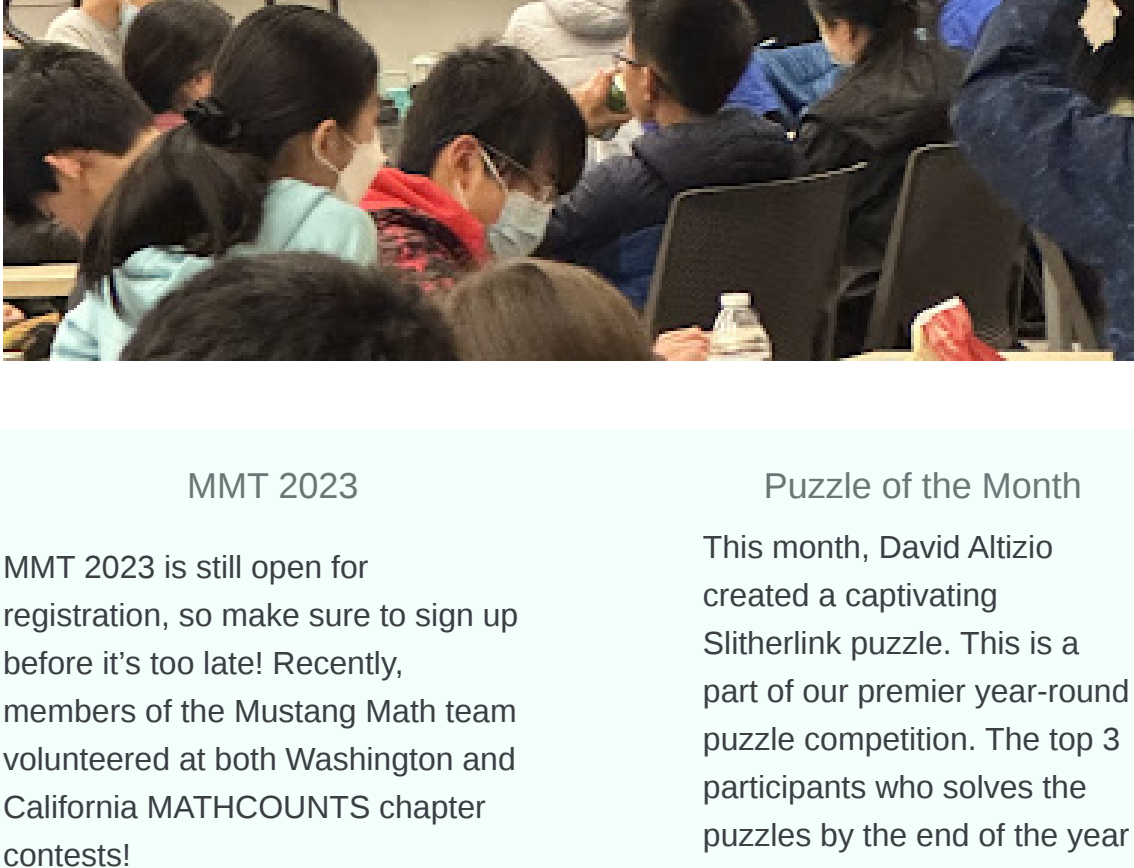 MMT 2023
MMT 2023 is still open for
registration, so make sure to sign up
before it’s too late! Recently,
members of the Mustang Math team
volunteered at both Washington and
California MATHCOUNTS chapter
contests!
Puzzle of the Month
This month, David Altizio
created a captivating
Slitherlink puzzle. This is a
part of our premier year-round
puzzle competition. The top 3
participants who solves the
puzzles by the end of the year